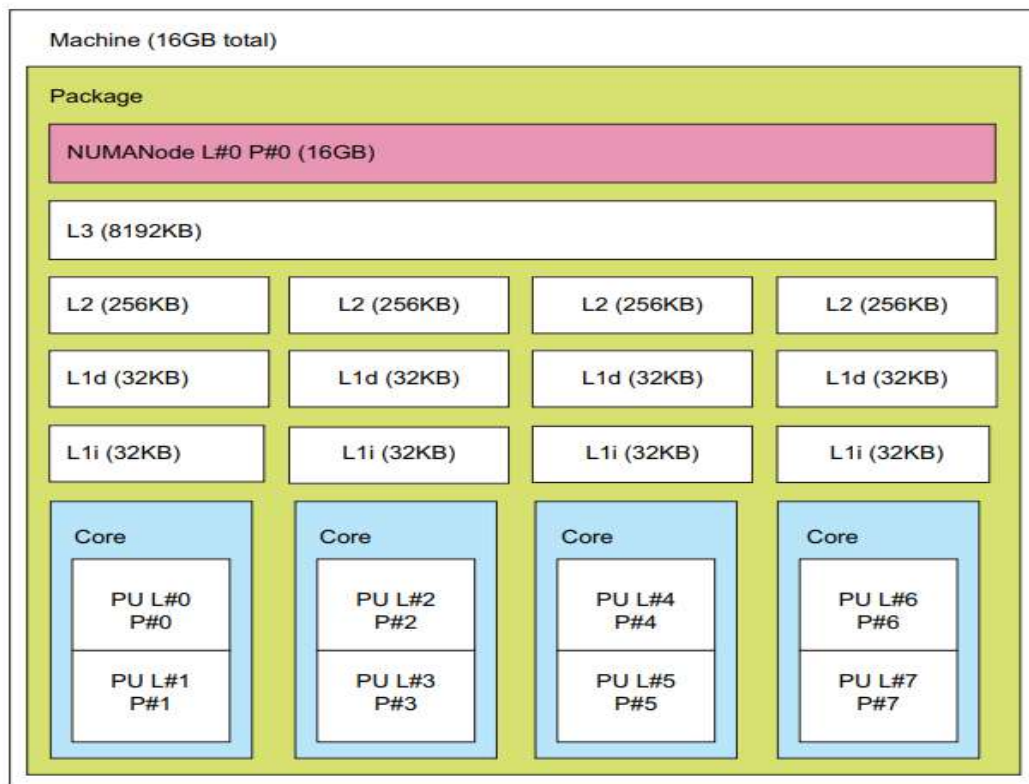 Machine (16GB total)
Package
NUMANode L#0 P#0 (16GB)
L3 (8192KB)
L2 (256KB)
L2 (256KB)
L2 (256KB)
L2 (256KB)
L1d (32KB)
L1d (32KB)
L1d (32KB)
L1d (32KB)
L1i (32KB)
L1i (32KB)
L1i (32KB)
L1i (32KB)
Core
PU L#0
P#0
PU L#1
P#1
Core
PU L#2
P#2
PU L#3
P#3
Core
PU L#4
P#4
PU L#5
P#5
Core
PU L#6
P#6
PU L#7
P#7